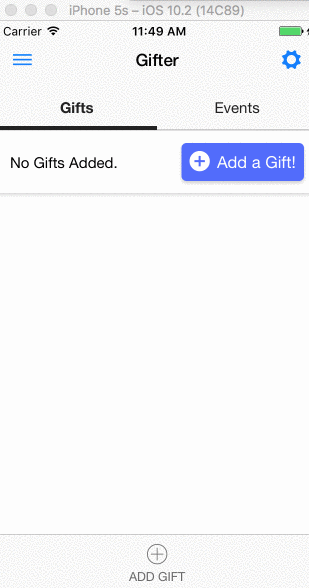 iPhone 5s – iOS 10.2 (14C89)
Carrier 11:49 AM
Gifter
Gifts Events
No Gifts Added. Add a Gift!
ADD GIFT